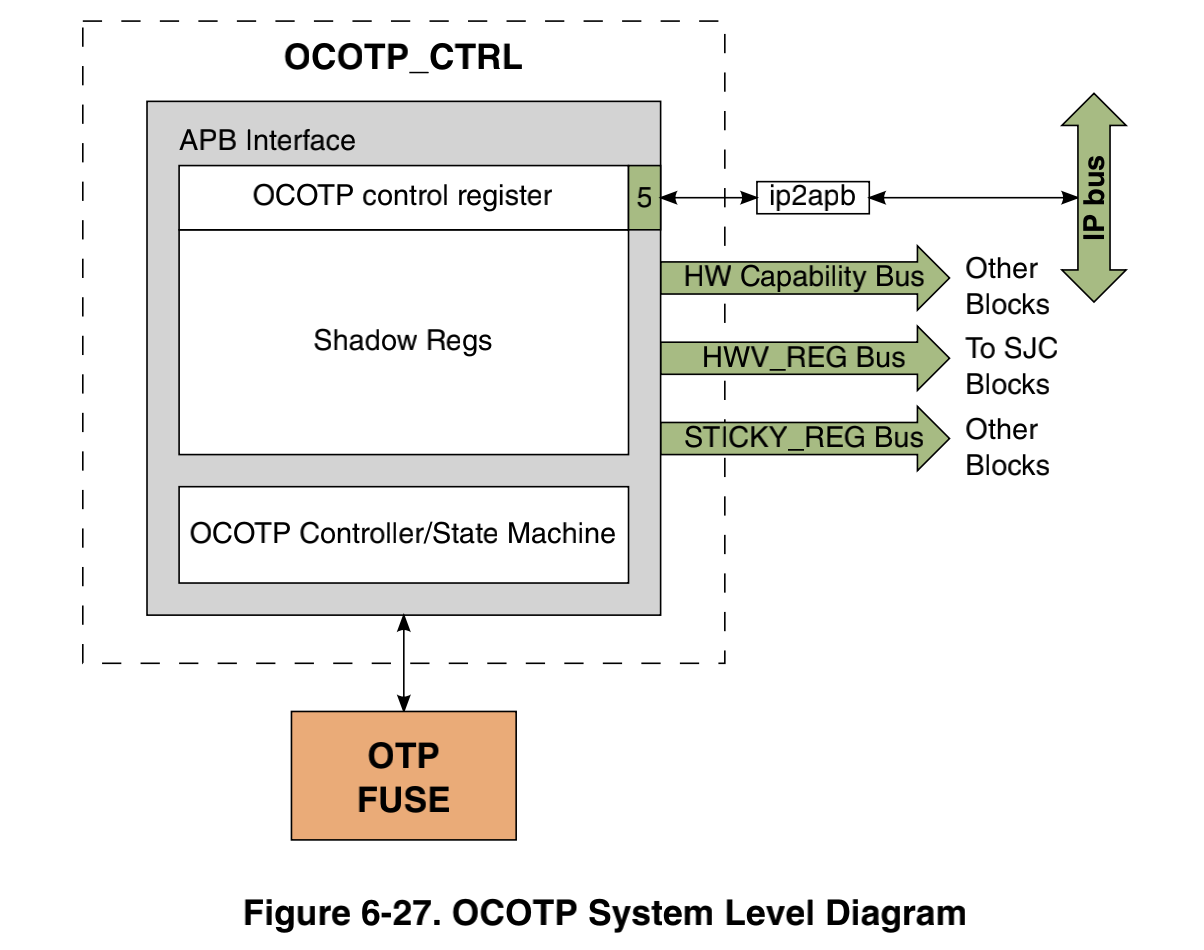 OCOTP_CTRL
APB Interface
OCOTP control register
5
ip2apb
IP bus
Shadow Regs
HW Capability Bus
Other
Blocks
HWV_REG Bus
To SJC
Blocks
STICKY_REG Bus
Other
Blocks
OCOTP Controller/State Machine
OTP
FUSE
Figure 6-27. OCOTP System Level Diagram